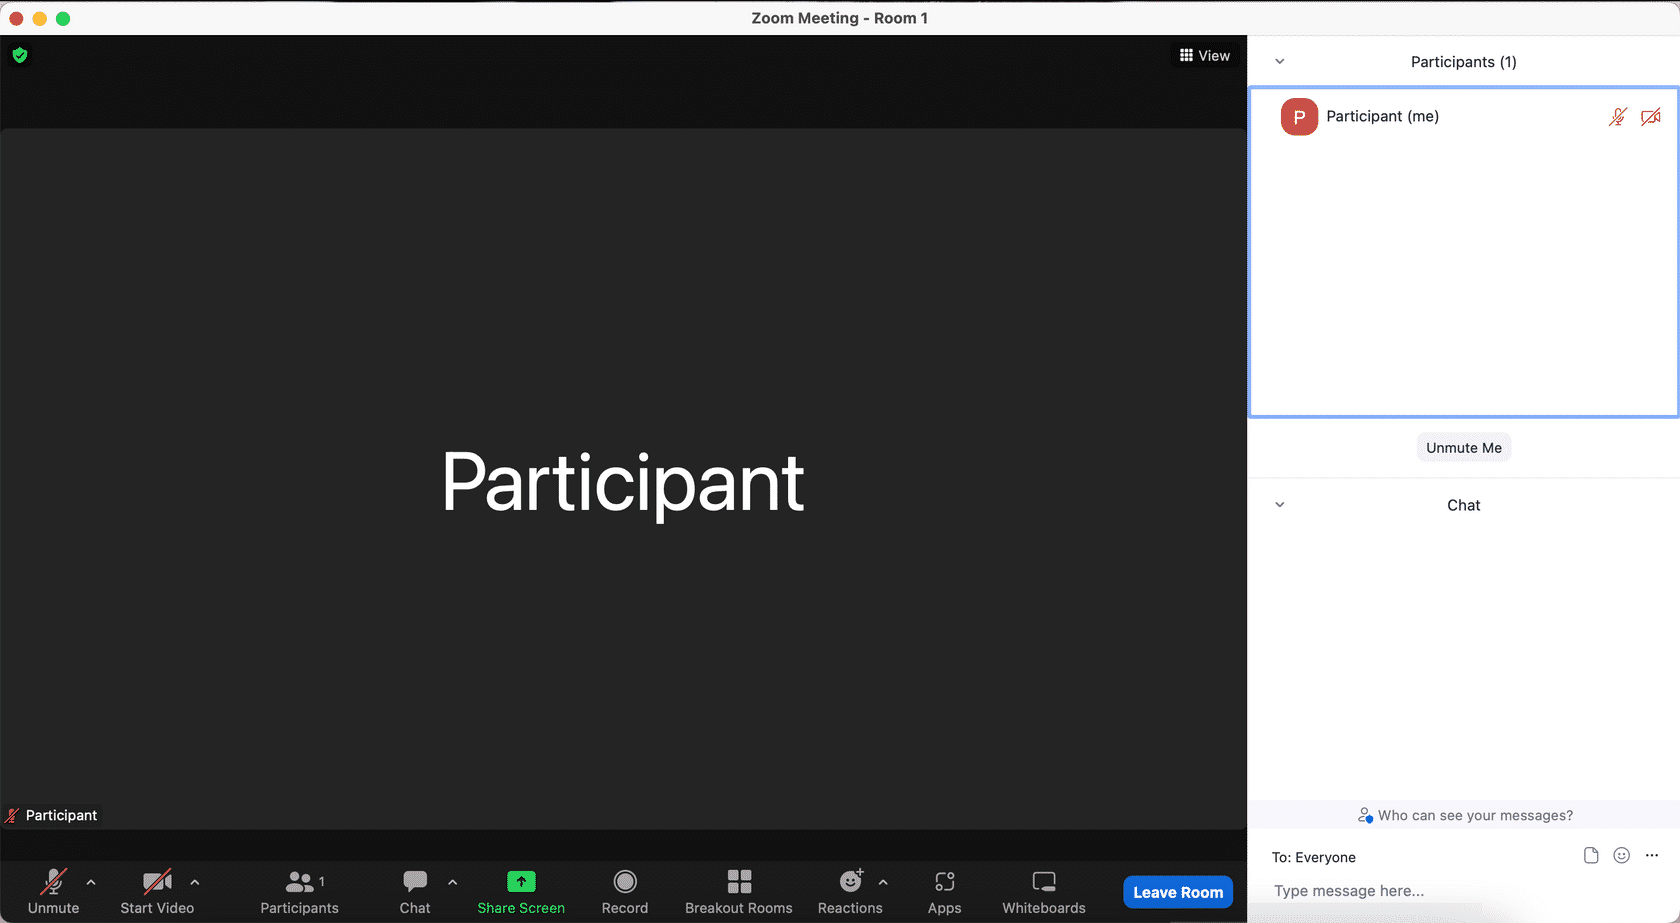 Zoom Meeting - Room 1
View
Participants (1)
P
Participant (me)
Unmute Me
Chat
Participant
Participant
Who can see your messages?
To: Everyone
Type message here...
1
Unmute
Start Video
Participants
Chat
Share Screen
Record
Breakout Rooms
Reactions
Apps
Whiteboards
Leave Room